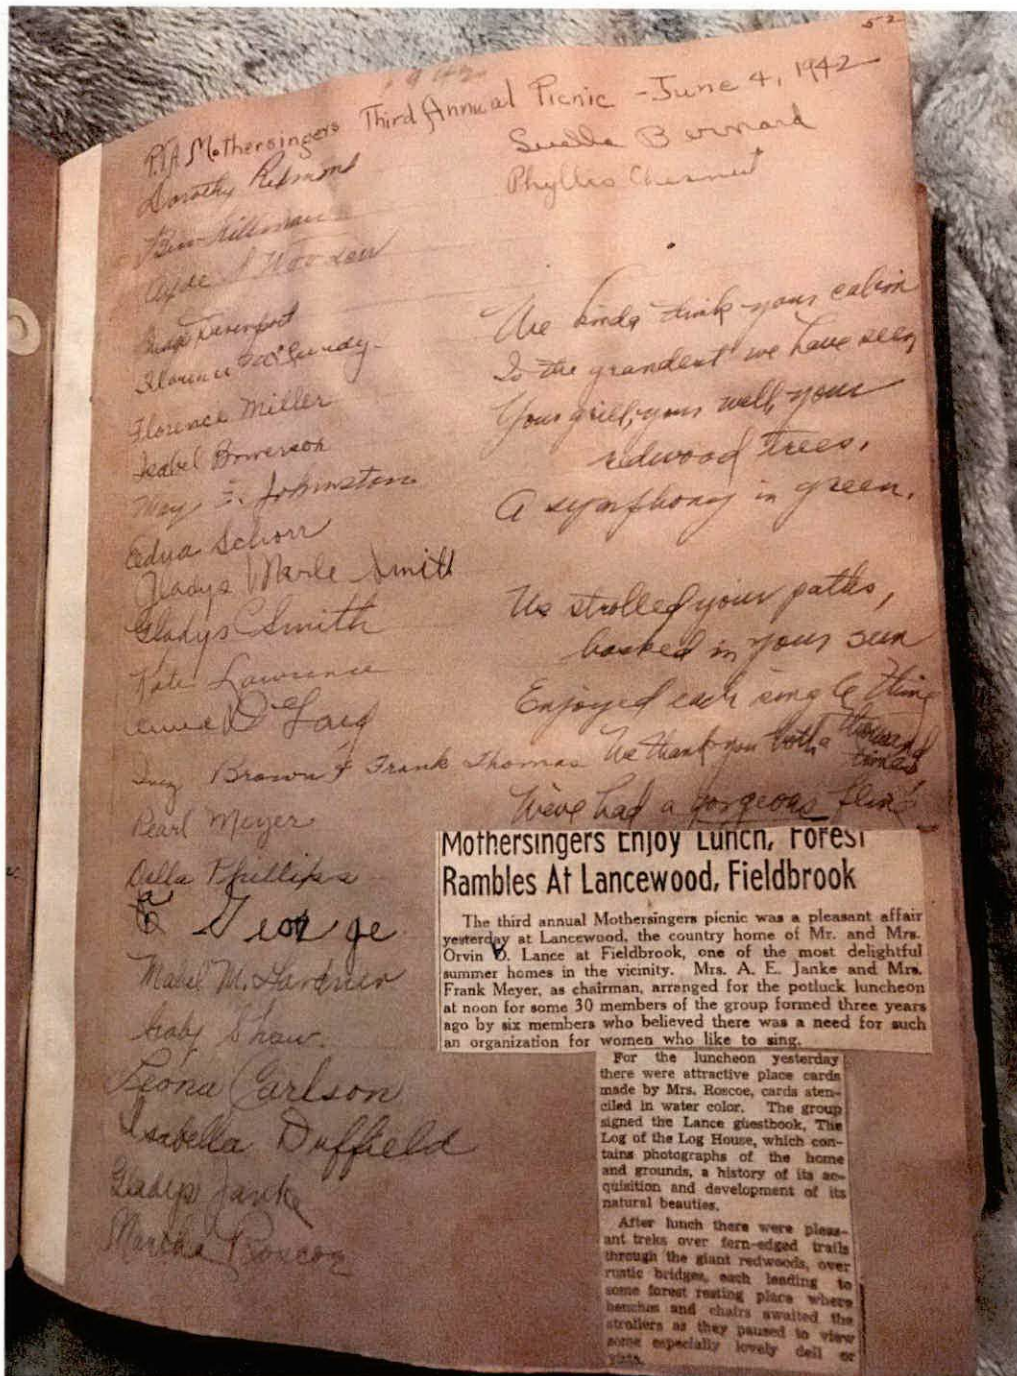 52
1942
P.T.A Mothersingers Third Annual Picnic - June 4, 1942
Dorothy Redmond
Clyde S Wooden
Davenport
Florence McCurdy
Florence Miller
Isabel Bowerson
May E. Johnston
Edya Schorr
Gladys Marle Smith
Gladys C Smith
Kate Lawrence
Brown & Frank Thomas
Pearl Meyer
Della Phillips
George
Mabel M. Gardner
Shaw.
Leona Carlson
Isabella Duffield
Gladys Janke
Martha Roscoe
Luella Bernard
Phyllis Chesnut
We kinda think your cabin
Is the grandest we have seen
Your grill, your well, your
redwood trees,
A symphony in green.
We strolled your paths,
basked in your sun
Enjoyed each single thing
We thank you both a thousand
times
We've had a gorgeous fling!
Mothersingers Enjoy Lunch, Forest
Rambles At Lancewood, Fieldbrook
The third annual Mothersingers picnic was a pleasant affair
yesterday at Lancewood, the country home of Mr. and Mrs.
Orvin O. Lance at Fieldbrook, one of the most delightful
summer homes in the vicinity. Mrs. A. E. Janke and Mrs.
Frank Meyer, as chairman, arranged for the potluck luncheon
at noon for some 30 members of the group formed three years
ago by six members who believed there was a need for such
an organization for women who like to sing.
For the luncheon yesterday
there were attractive place cards
made by Mrs. Roscoe, cards sten-
ciled in water color. The group
signed the Lance guestbook, The
Log of the Log House, which con-
tains photographs of the home
and grounds, a history of its ac-
quisition and development of its
natural beauties.
After lunch there were pleas-
ant treks over fern-edged trails
through the giant redwoods, over
rustic bridges, each leading to
some forest resting place where
benches and chairs awaited the
strollers as they paused to view
some especially lovely dell or